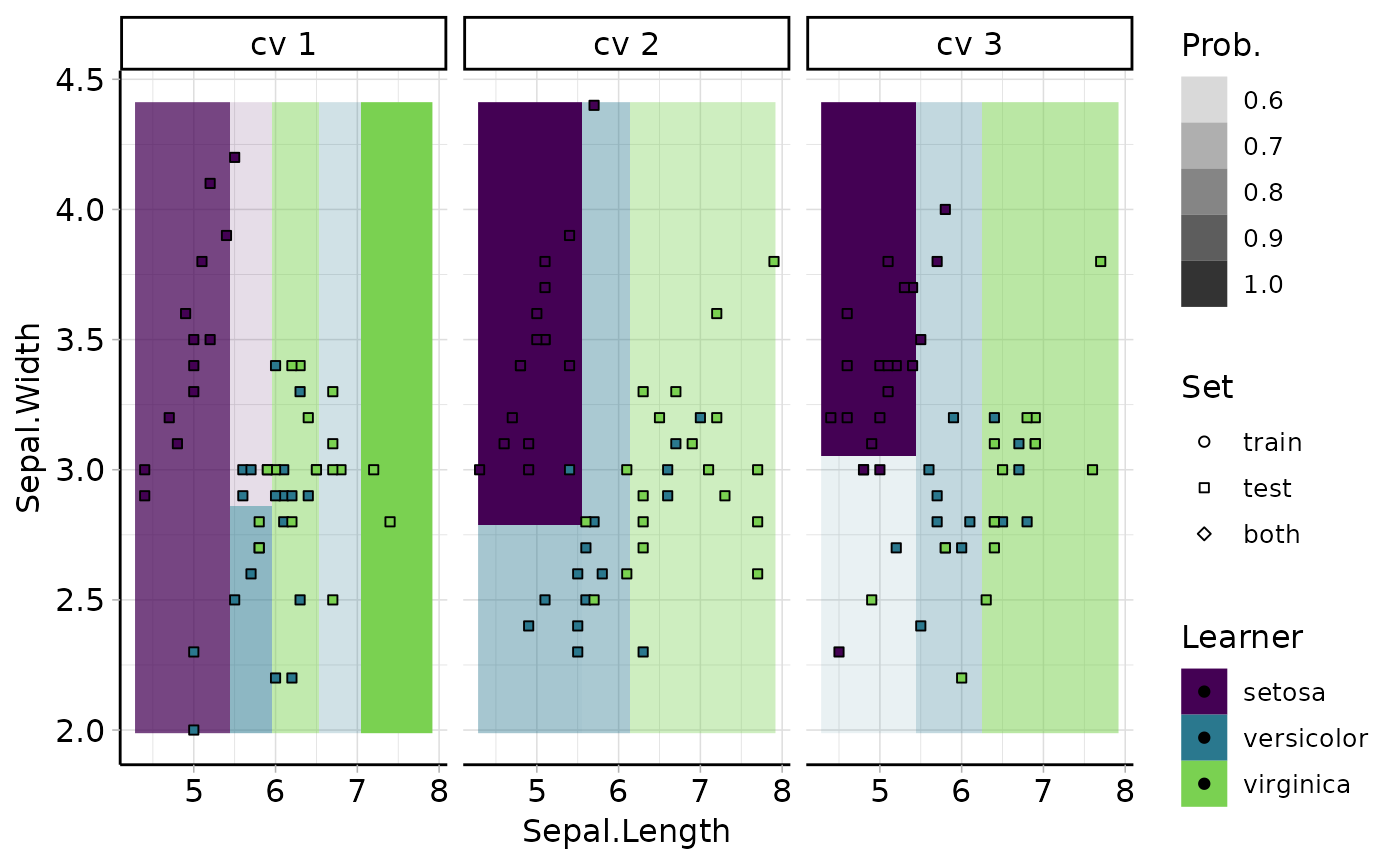 cv 1
cv 2
cv 3
4.5
4.0
3.5
3.0
2.5
2.0
Sepal.Width
5 6 7 8
5 6 7 8
5 6 7 8
Sepal.Length
Prob.
0.6
0.7
0.8
0.9
1.0
Set
train
test
both
Learner
setosa
versicolor
virginica